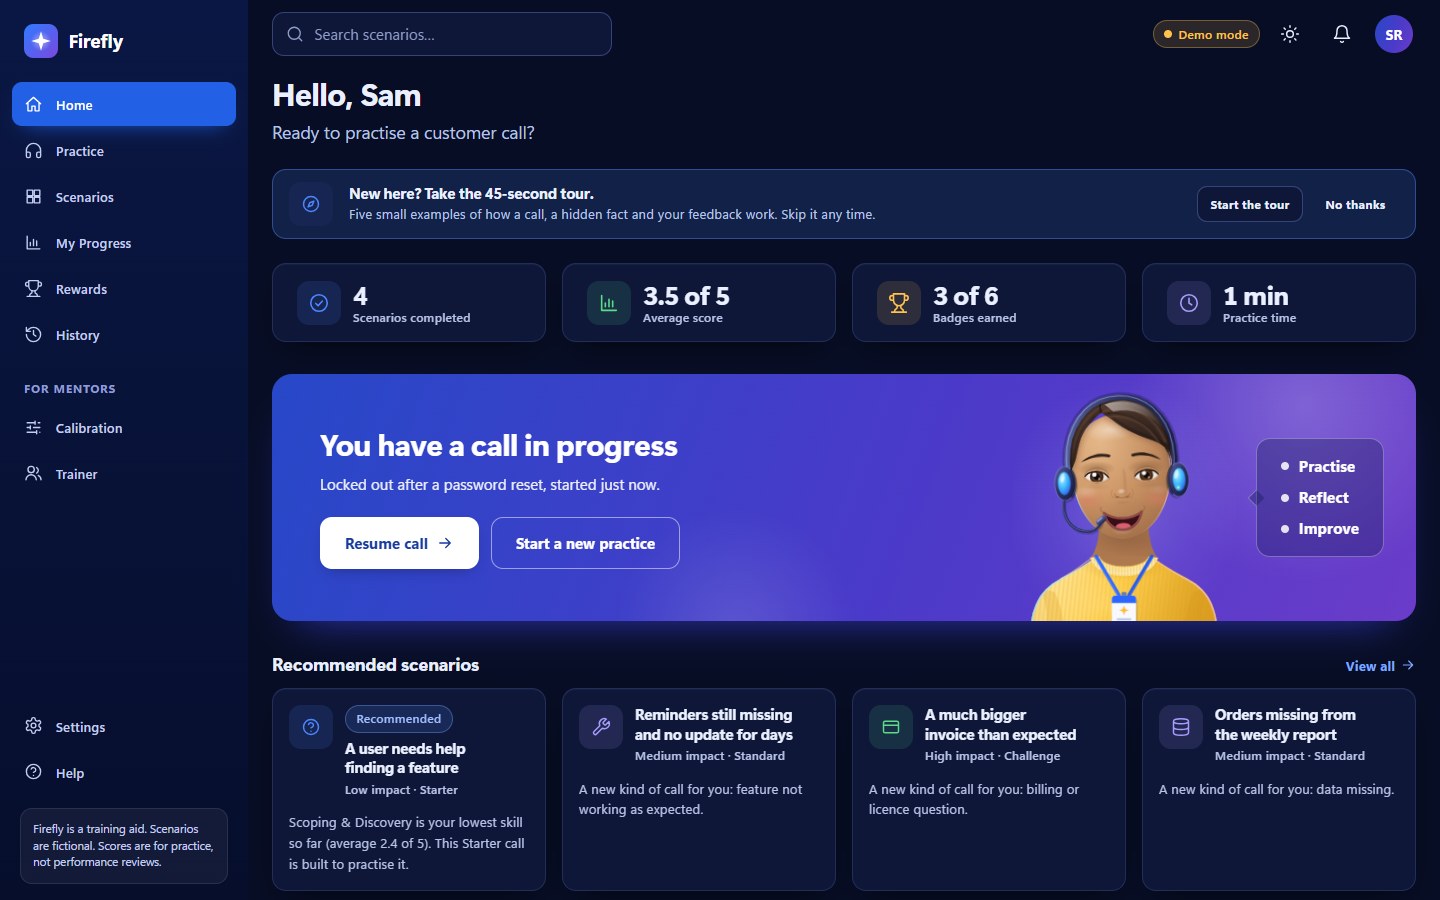 Firefly
Search scenarios...
Demo mode
SR
Home
Practice
Scenarios
My Progress
Rewards
History
FOR MENTORS
Calibration
Trainer
Settings
Help
Firefly is a training aid. Scenarios
are fictional. Scores are for practice,
not performance reviews.
Hello, Sam
Ready to practise a customer call?
New here? Take the 45-second tour.
Five small examples of how a call, a hidden fact and your feedback work. Skip it any time.
Start the tour
No thanks
4
Scenarios completed
3.5 of 5
Average score
3 of 6
Badges earned
1 min
Practice time
You have a call in progress
Locked out after a password reset, started just now.
Resume call
Start a new practice
Practise
Reflect
Improve
Recommended scenarios
View all
Recommended
A user needs help
finding a feature
Low impact · Starter
Scoping & Discovery is your lowest skill
so far (average 2.4 of 5). This Starter call
is built to practise it.
Reminders still missing
and no update for days
Medium impact · Standard
A new kind of call for you: feature not
working as expected.
A much bigger
invoice than expected
High impact · Challenge
A new kind of call for you: billing or
licence question.
Orders missing from
the weekly report
Medium impact · Standard
A new kind of call for you: data missing.